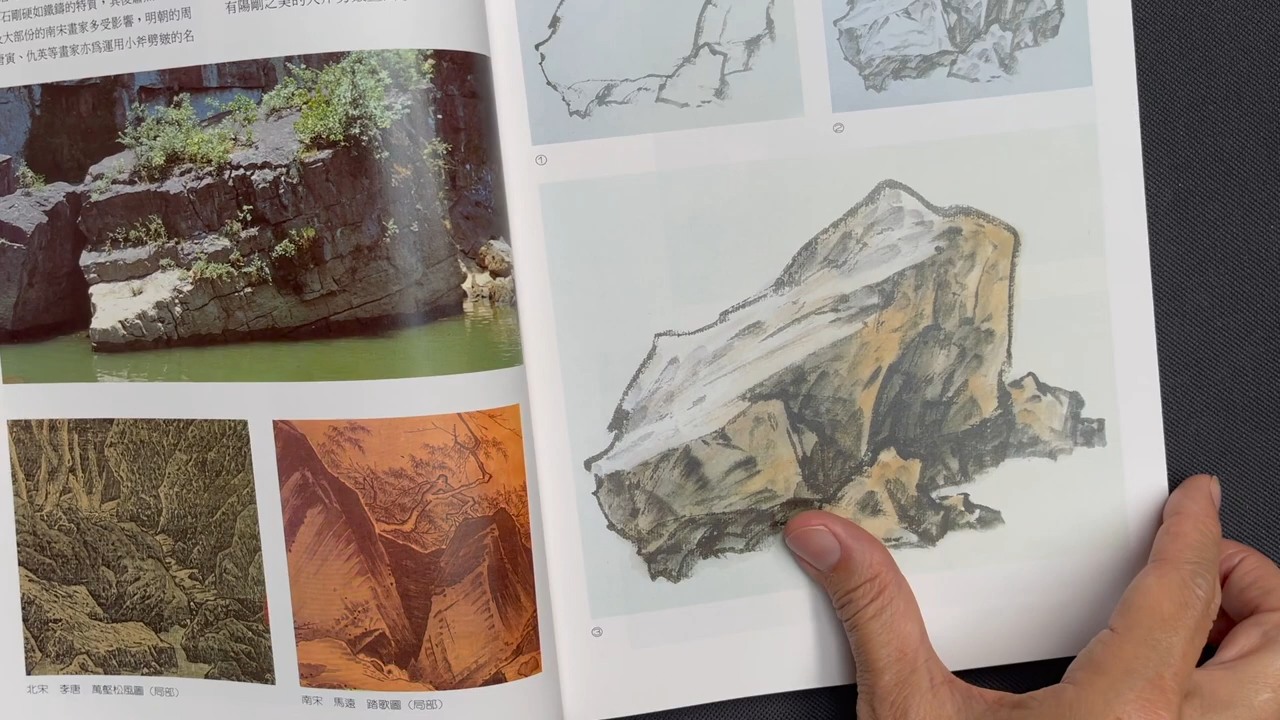 石剛硬如鐵鑄的特質，其後蕭
大部份的南宋畫家多受影響，明朝的周
唐寅、仇英等畫家亦爲運用小斧劈皴的名
有陽剛之美的大斧劈皴
北宋　李唐　萬壑松風圖（局部）
南宋　馬遠　踏歌圖（局部）
①
②
③